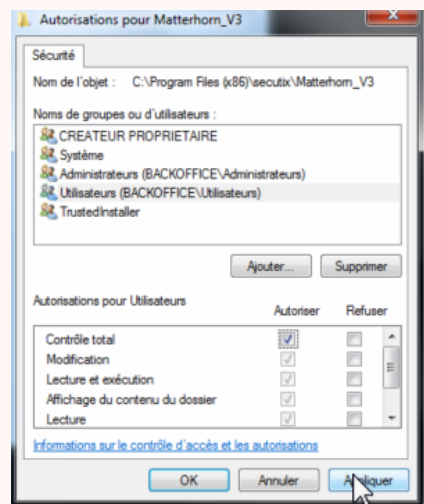 Autorisations pour Matterhorn_V3
Sécurité
Nom de l'objet : C:\Program Files (x86)\secutix\Matterhorn_V3
Noms de groupes ou d'utilisateurs :
CREATEUR PROPRIETAIRE
Système
Administrateurs (BACKOFFICE\Administrateurs)
Utilisateurs (BACKOFFICE\Utilisateurs)
TrustedInstaller
Ajouter... Supprimer
Autorisations pour Utilisateurs Autoriser Refuser
Contrôle total
Modification
Lecture et exécution
Affichage du contenu du dossier
Lecture
Informations sur le contrôle d'accès et les autorisations
OK Annuler Appliquer